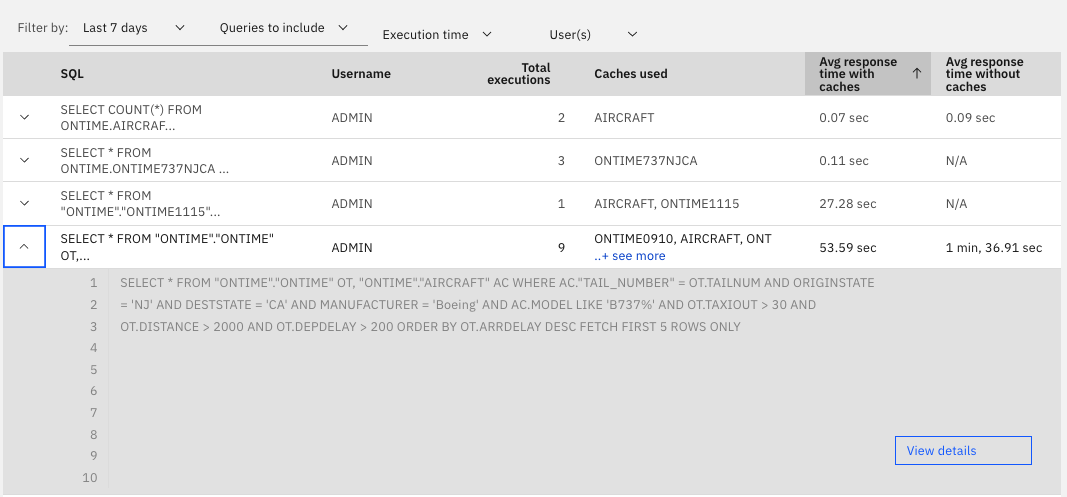 Filter by: Last 7 days Queries to include Execution time User(s)
SQL Username Total executions Caches used Avg response time with caches Avg response time without caches
SELECT COUNT(*) FROM
ONTIME.AIRCRAF... ADMIN 2 AIRCRAFT 0.07 sec 0.09 sec
SELECT * FROM
ONTIME.ONTIME737NJCA ... ADMIN 3 ONTIME737NJCA 0.11 sec N/A
SELECT * FROM
"ONTIME"."ONTIME1115"... ADMIN 1 AIRCRAFT, ONTIME1115 27.28 sec N/A
SELECT * FROM "ONTIME"."ONTIME"
OT,... ADMIN 9 ONTIME0910, AIRCRAFT, ONT
..+ see more 53.59 sec 1 min, 36.91 sec
1 SELECT * FROM "ONTIME"."ONTIME" OT, "ONTIME"."AIRCRAFT" AC WHERE AC."TAIL_NUMBER" = OT.TAILNUM AND ORIGINSTATE
2 = 'NJ' AND DESTSTATE = 'CA' AND MANUFACTURER = 'Boeing' AND AC.MODEL LIKE 'B737%' AND OT.TAXIOUT > 30 AND
3 OT.DISTANCE > 2000 AND OT.DEPDELAY > 200 ORDER BY OT.ARRDELAY DESC FETCH FIRST 5 ROWS ONLY
4
5
6
7
8
9
10
View details